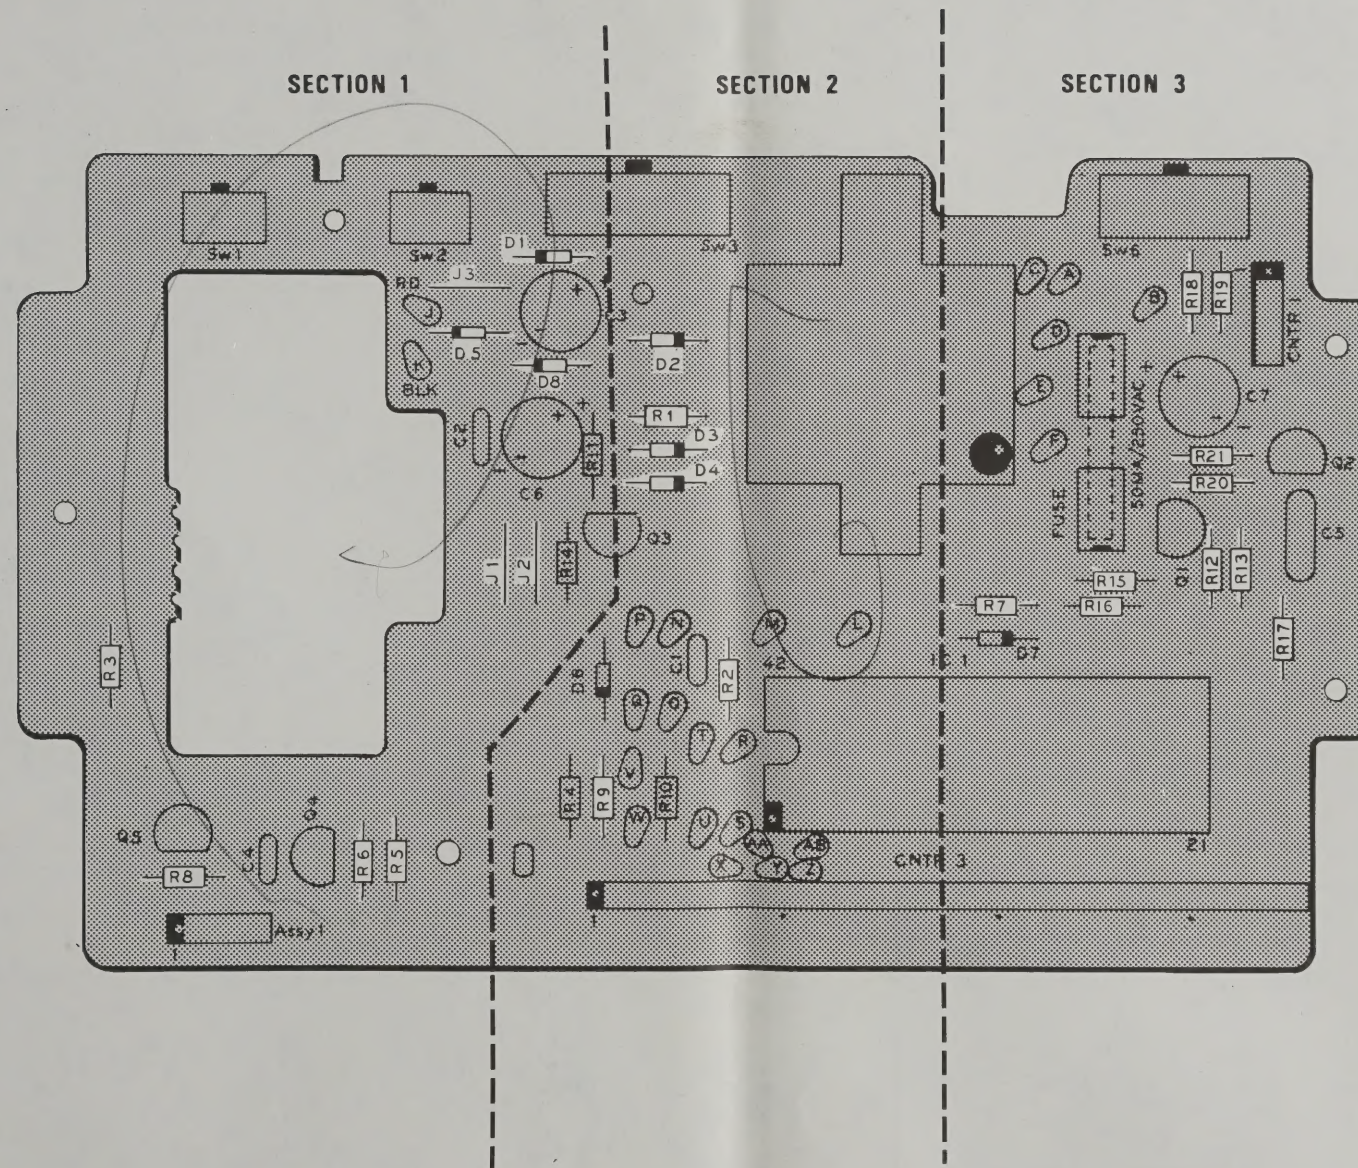 SECTION 1
SECTION 2
SECTION 3
Sw1
Sw2
Sw3
Sw6
D1
J3
RD
J
C3
D5
K
BLK
D8
D2
C
A
B
D
E
F
R18
R19
CNTR 1
C2
C6
R11
R1
D3
D4
FUSE
50MA/250VAC
C7
R21
R20
Q2
C5
J1
J2
R14
Q3
Q1
R12
R13
R15
R16
R7
D7
R17
R3
P
N
M
L
C1
42
IC1
D6
R2
Q
O
T
R
V
R4
R9
R10
W
U
S
AA
AB
X
Y
Z
21
CNTR 3
Q5
Q4
C4
R8
R6
R5
1
Assy1
1